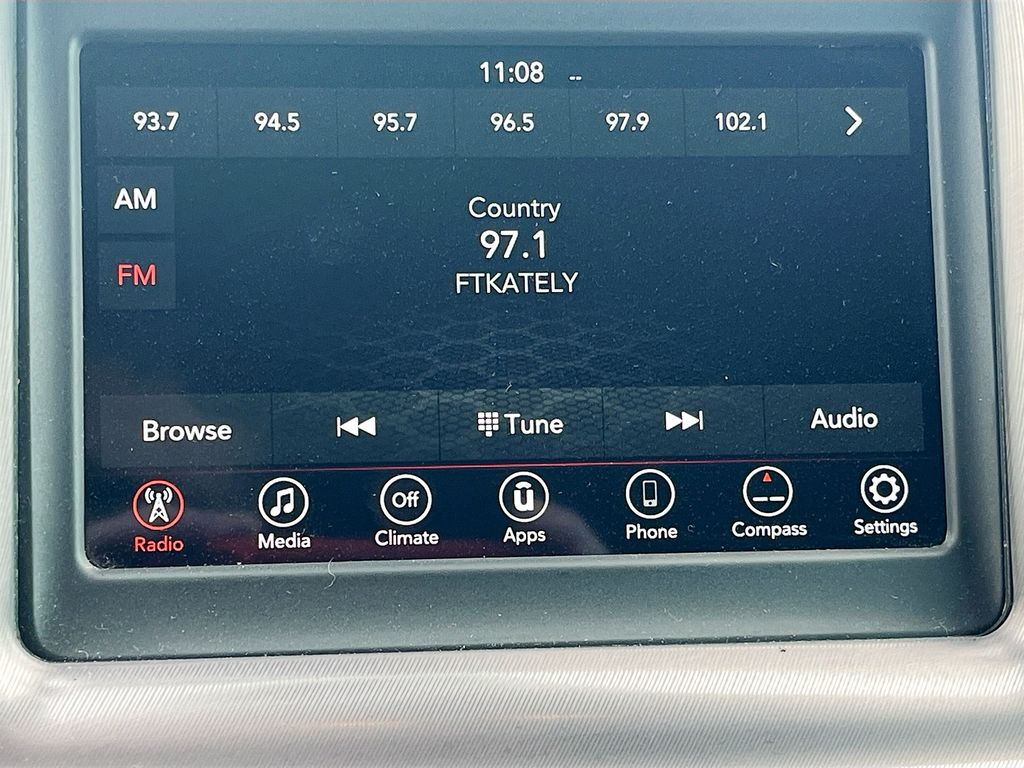 11:08 --
93.7 94.5 95.7 96.5 97.9 102.1
AM
FM
Country
97.1
FTKATELY
Browse Tune Audio
Off
Radio Media Climate Apps Phone Compass Settings